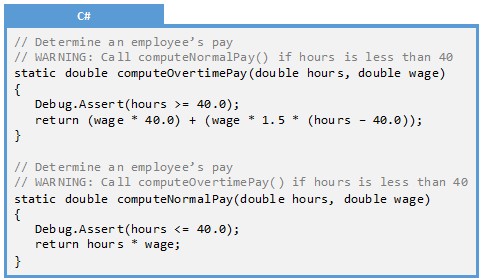 C#
// Determine an employee’s pay
// WARNING: Call computeNormalPay() if hours is less than 40
static double computeOvertimePay(double hours, double wage)
{
   Debug.Assert(hours >= 40.0);
   return (wage * 40.0) + (wage * 1.5 * (hours – 40.0));
}

// Determine an employee’s pay
// WARNING: Call computeOvertimePay() if hours is less than 40
static double computeNormalPay(double hours, double wage)
{
   Debug.Assert(hours <= 40.0);
   return hours * wage;
}